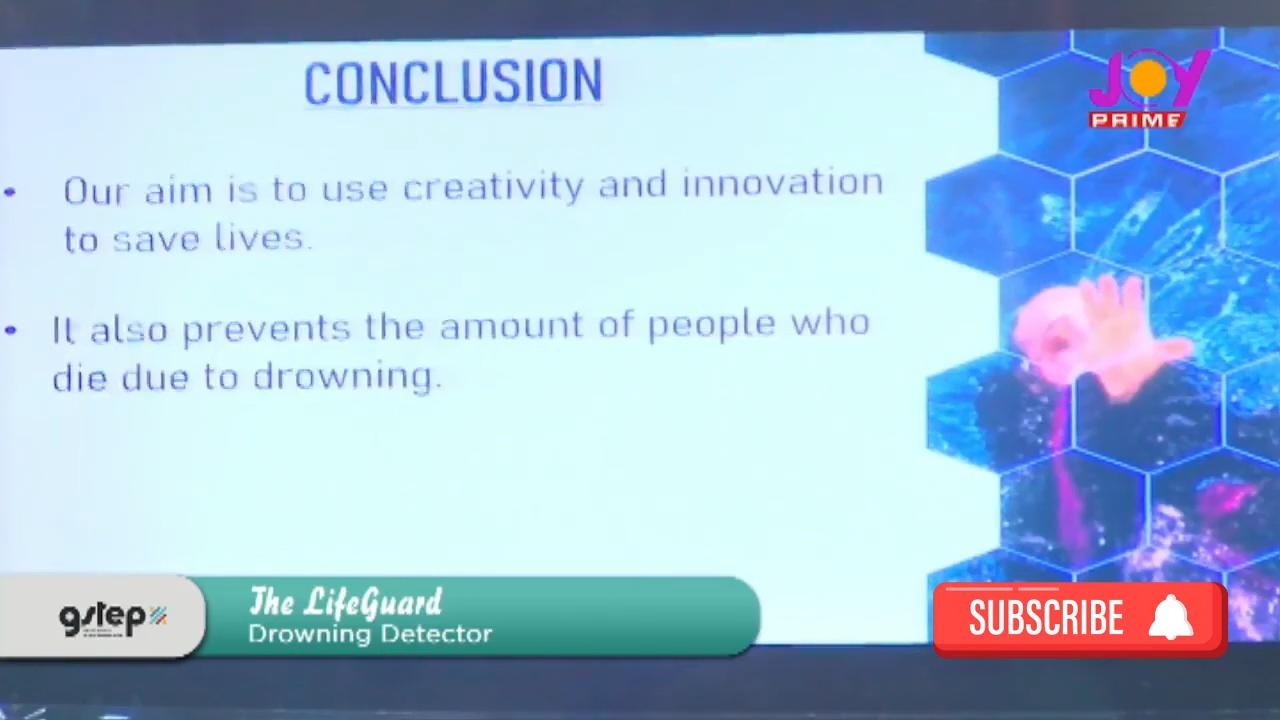 CONCLUSION
JOY
PRIME
• Our aim is to use creativity and innovation
to save lives.
• It also prevents the amount of people who
die due to drowning.
gstep
The LifeGuard
Drowning Detector
SUBSCRIBE